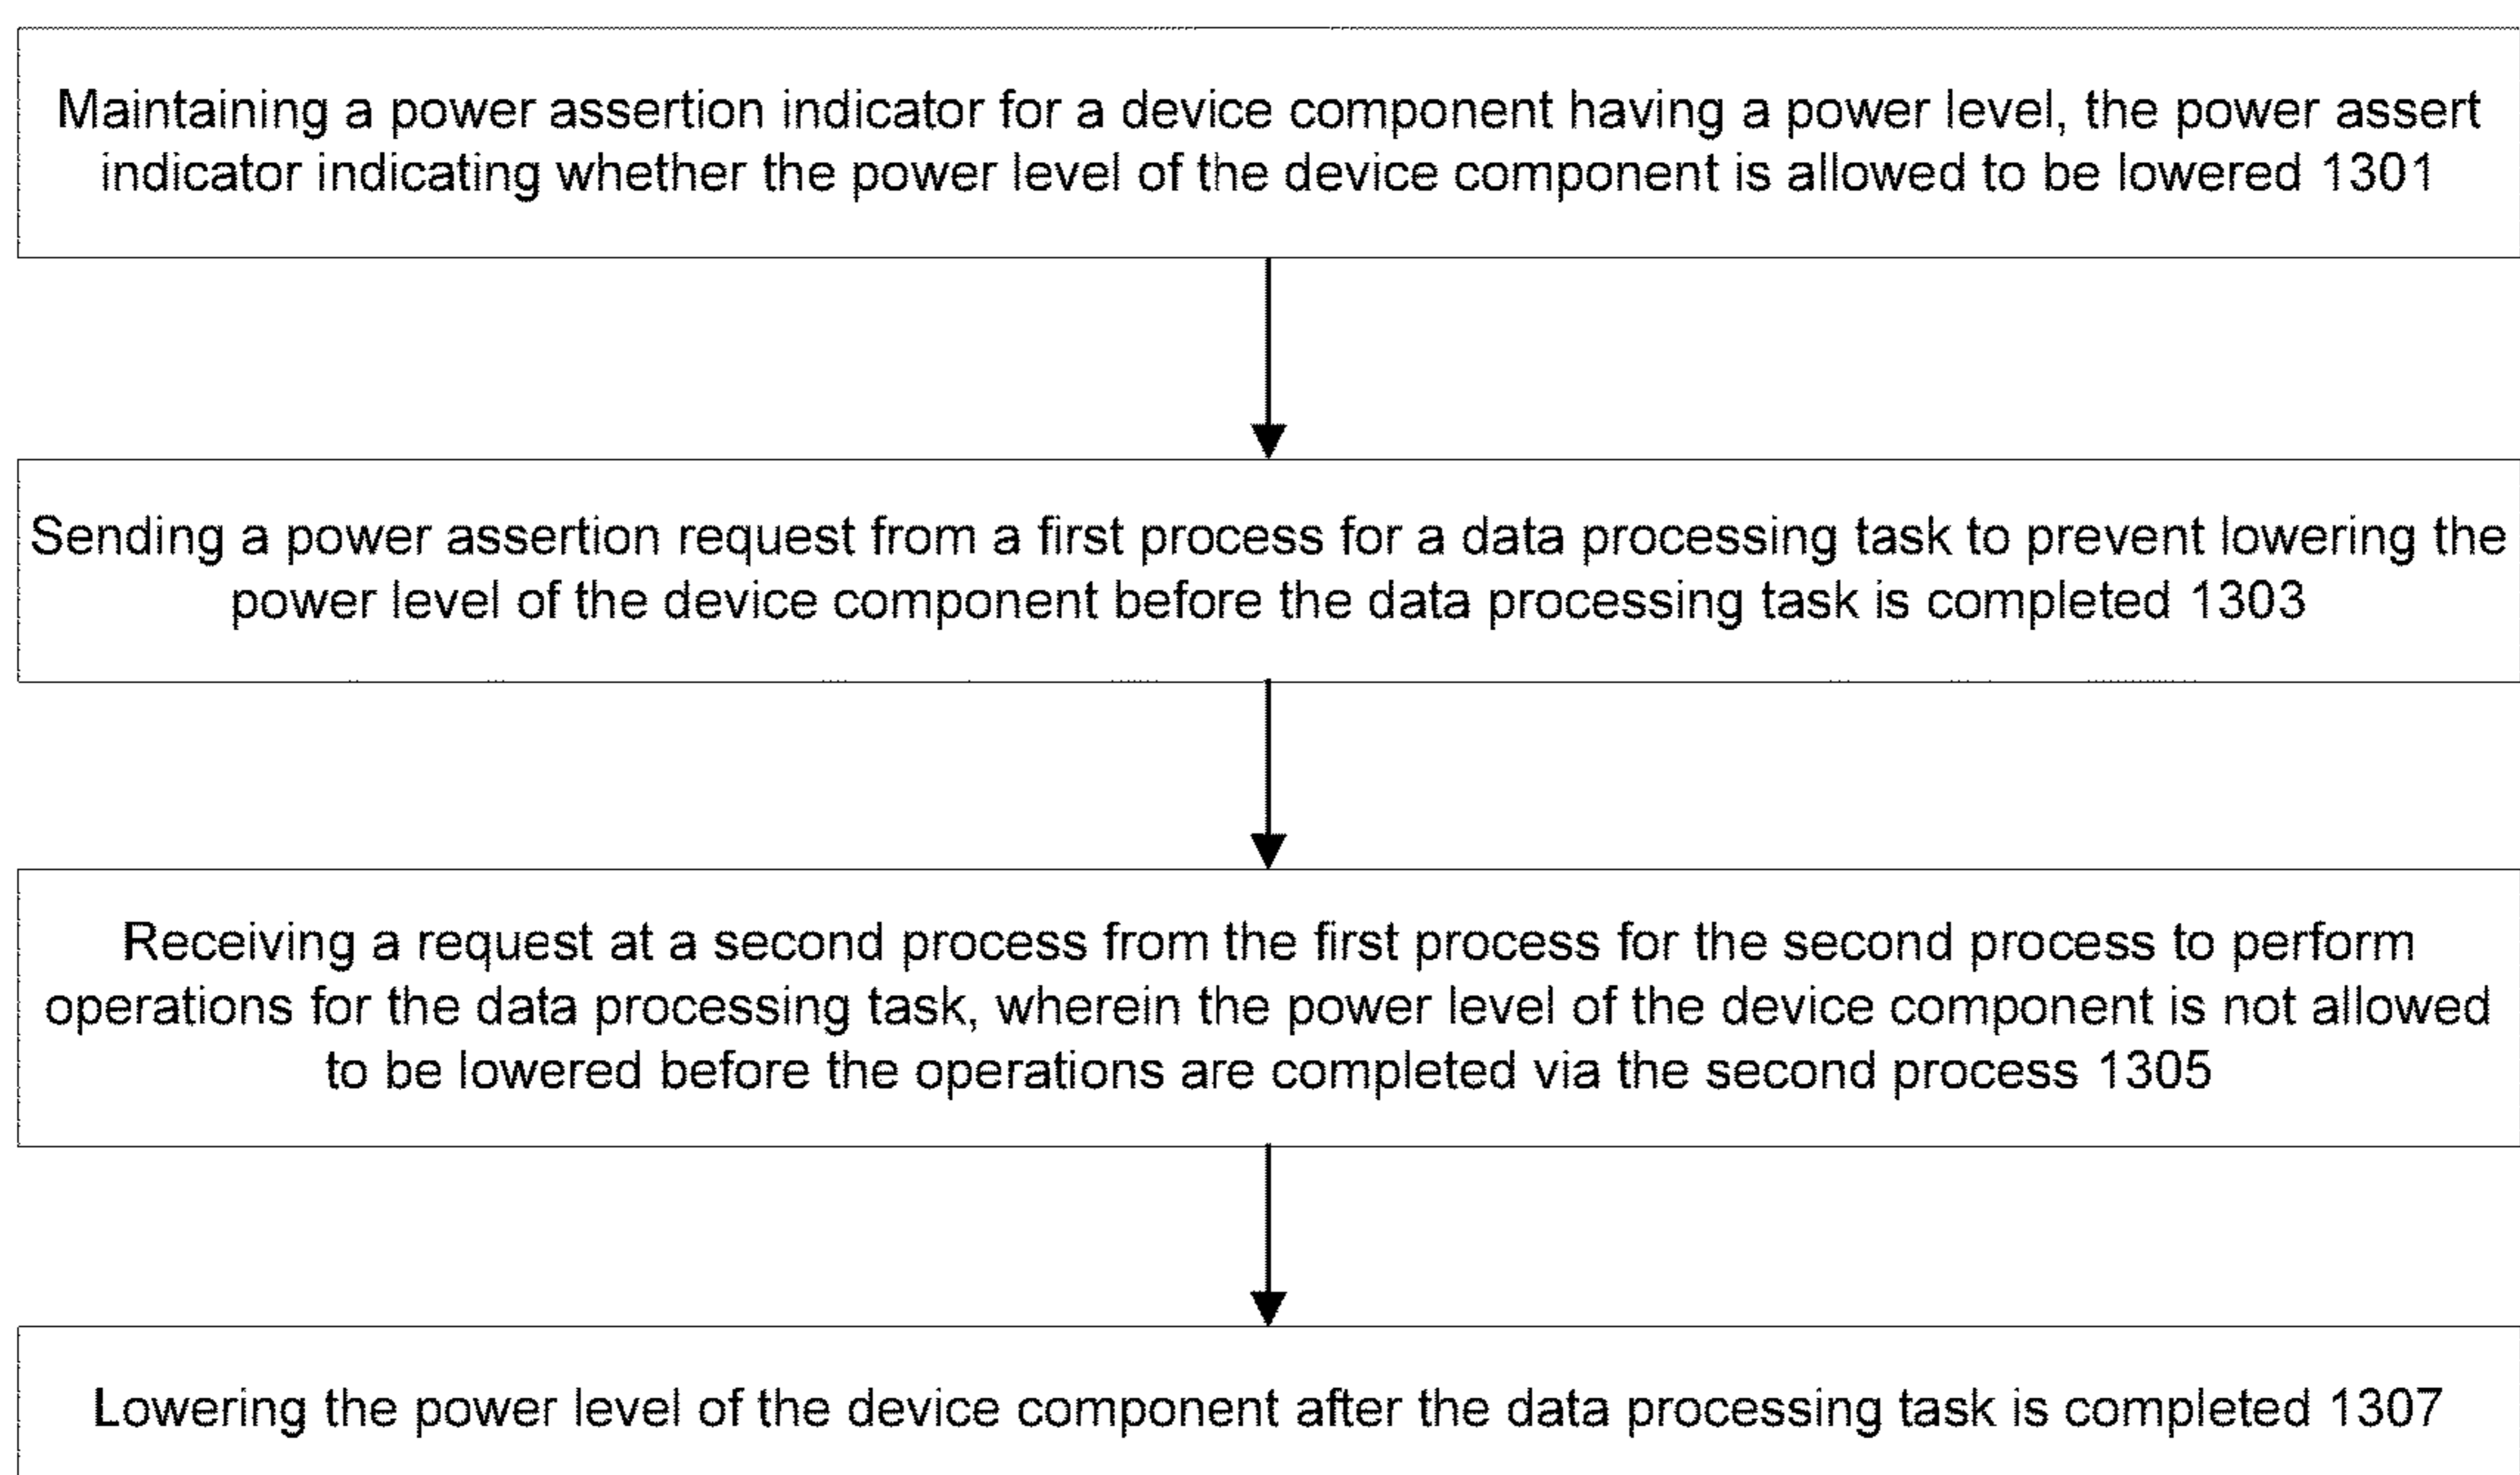 Maintaining a power assertion indicator for a device component having a power level, the power assert
indicator indicating whether the power level of the device component is allowed to be lowered 1301
Sending a power assertion request from a first process for a data processing task to prevent lowering the
power level of the device component before the data processing task is completed 1303
Receiving a request at a second process from the first process for the second process to perform
operations for the data processing task, wherein the power level of the device component is not allowed
to be lowered before the operations are completed via the second process 1305
Lowering the power level of the device component after the data processing task is completed 1307